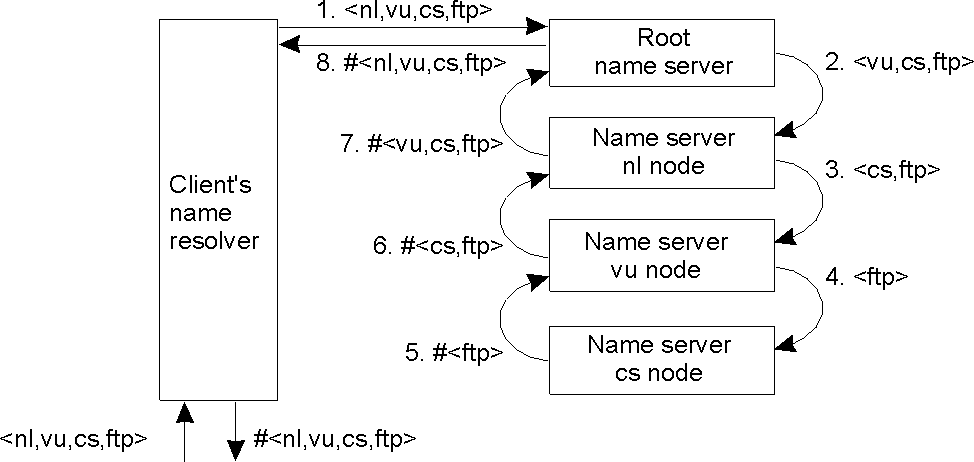 1. <nl,vu,cs,ftp>
8. #<nl,vu,cs,ftp>
Root
name server
2. <vu,cs,ftp>
7. #<vu,cs,ftp>
Name server
nl node
3. <cs,ftp>
Client's
name
resolver
6. #<cs,ftp>
Name server
vu node
4. <ftp>
5. #<ftp>
Name server
cs node
<nl,vu,cs,ftp>
#<nl,vu,cs,ftp>